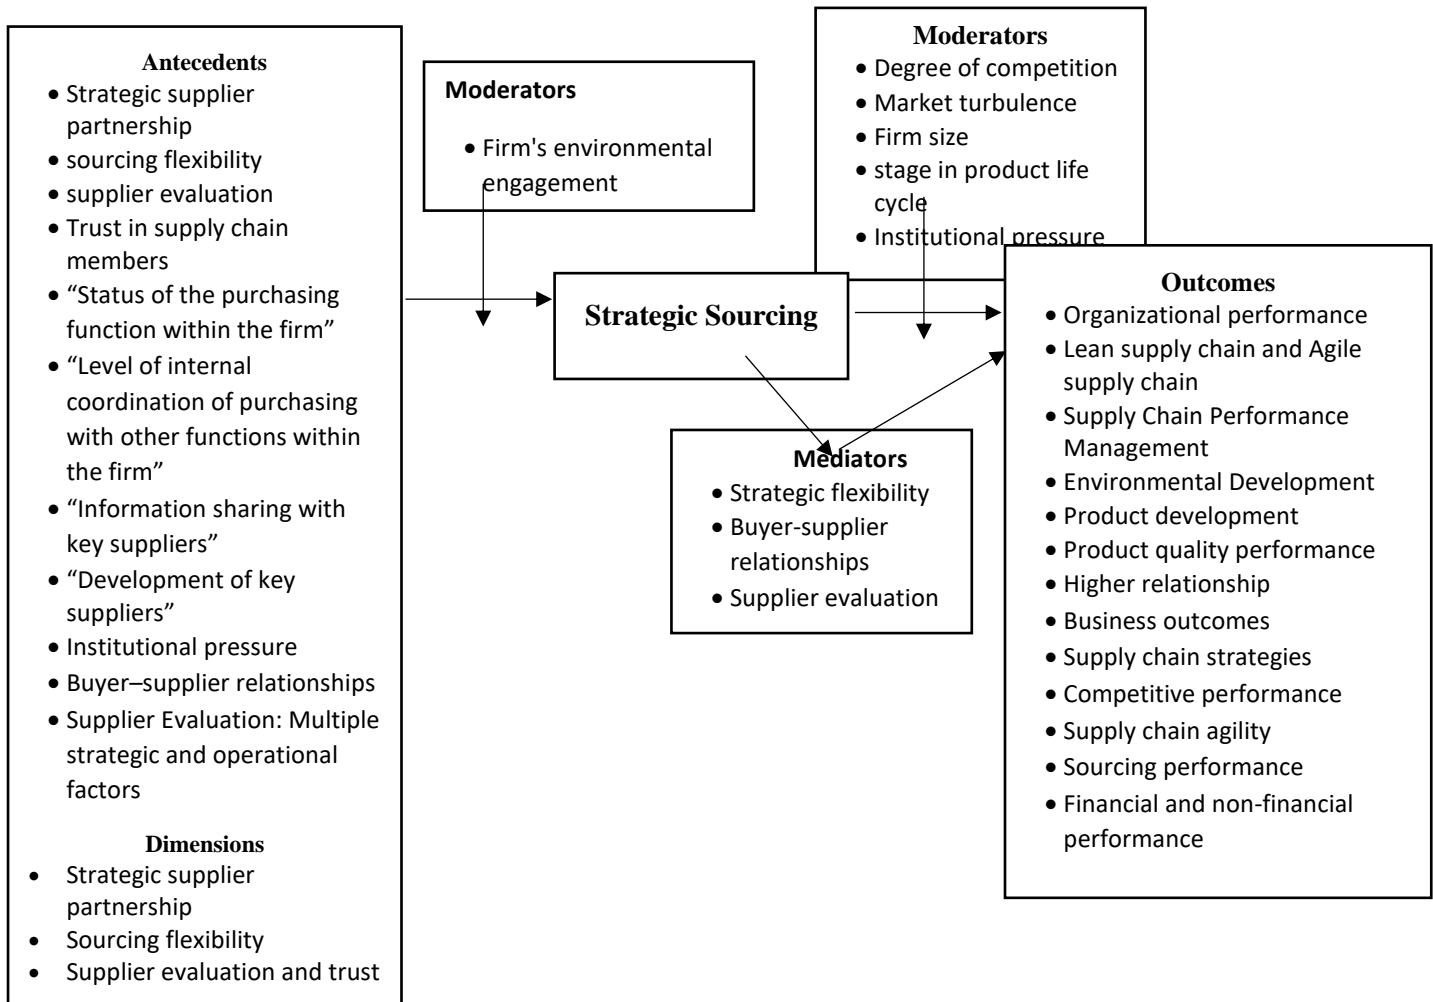 Antecedents
• Strategic supplier
partnership
• sourcing flexibility
• supplier evaluation
• Trust in supply chain
members
• “Status of the purchasing
function within the firm”
• “Level of internal
coordination of purchasing
with other functions within
the firm”
• “Information sharing with
key suppliers”
• “Development of key
suppliers”
• Institutional pressure
• Buyer–supplier relationships
• Supplier Evaluation: Multiple
strategic and operational
factors
Dimensions
• Strategic supplier
partnership
• Sourcing flexibility
• Supplier evaluation and trust
Moderators
• Firm's environmental
engagement
Strategic Sourcing
Moderators
• Degree of competition
• Market turbulence
• Firm size
• stage in product life
cycle
• Institutional pressure
Mediators
• Strategic flexibility
• Buyer-supplier
relationships
• Supplier evaluation
Outcomes
• Organizational performance
• Lean supply chain and Agile
supply chain
• Supply Chain Performance
Management
• Environmental Development
• Product development
• Product quality performance
• Higher relationship
• Business outcomes
• Supply chain strategies
• Competitive performance
• Supply chain agility
• Sourcing performance
• Financial and non-financial
performance